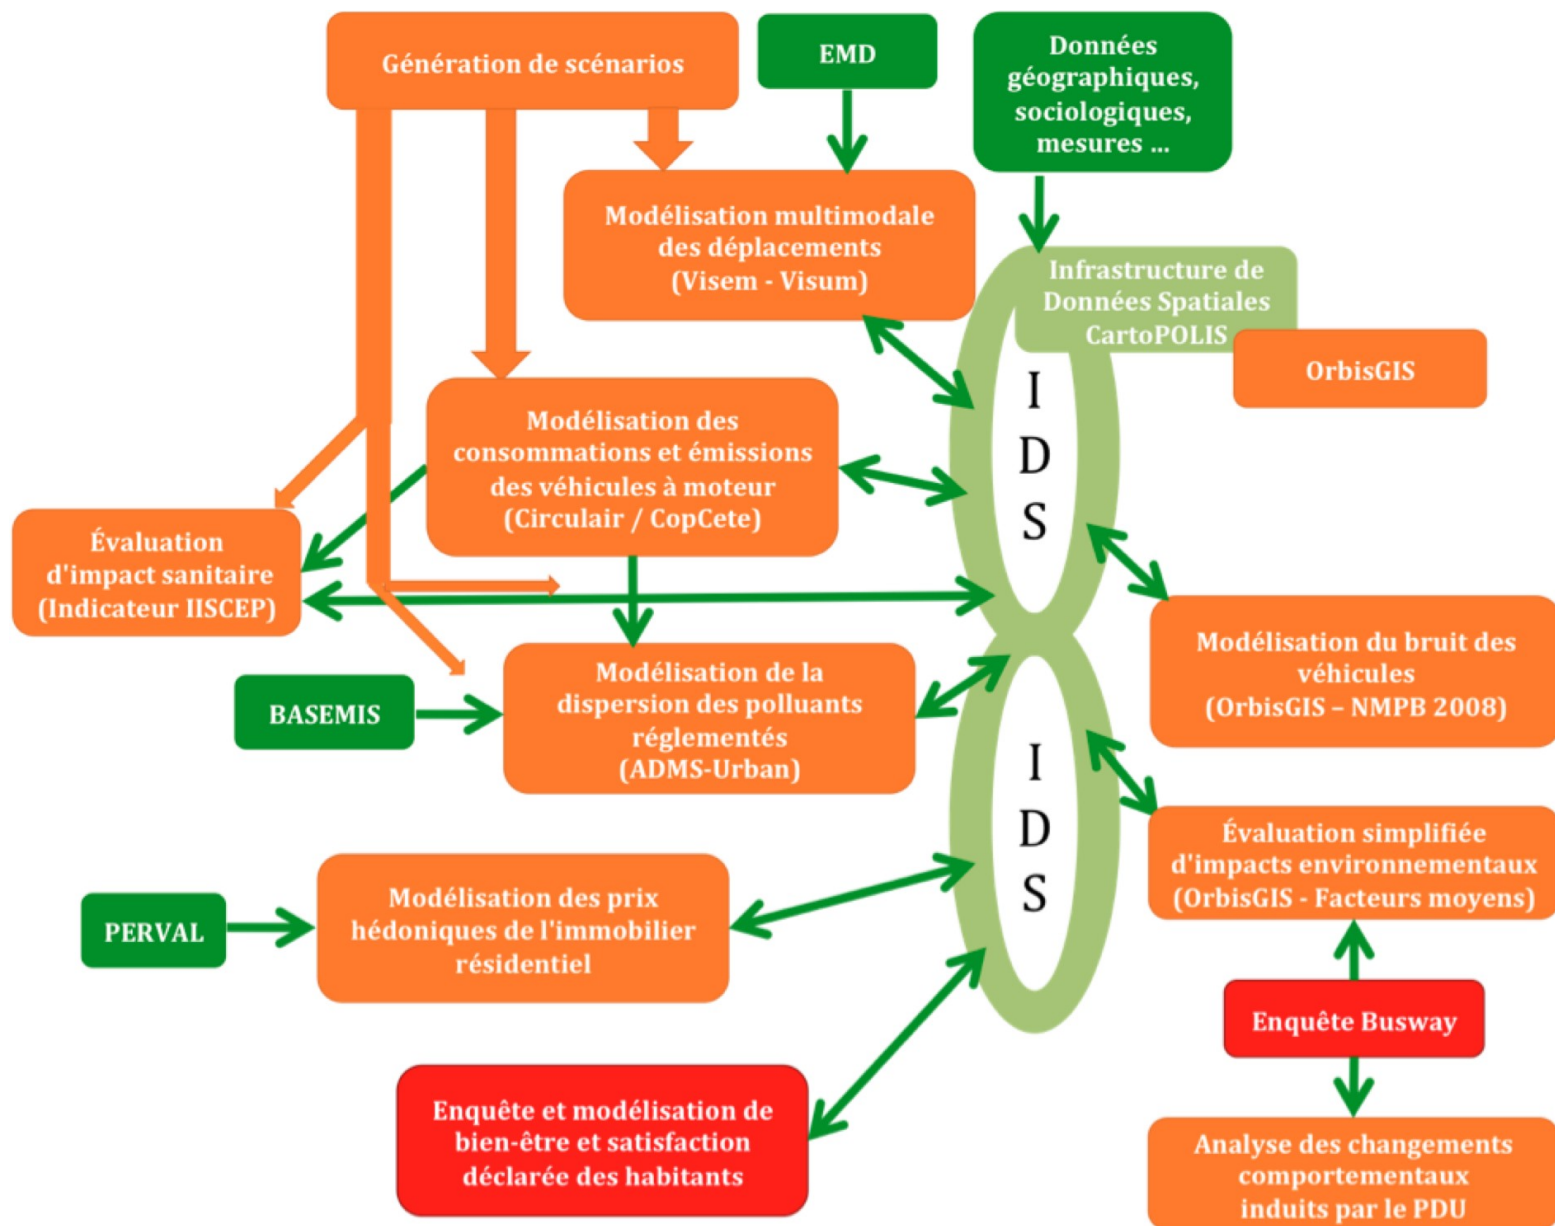 Génération de scénarios
EMD
Données
géographiques,
sociologiques,
mesures ...
Modélisation multimodale
des déplacements
(Visem - Visum)
Infrastructure de
Données Spatiales
CartoPOLIS
OrbisGIS
I
D
S
Modélisation des
consommations et émissions
des véhicules à moteur
(Circulair / CopCete)
Évaluation
d'impact sanitaire
(Indicateur IISCEP)
Modélisation du bruit des
véhicules
(OrbisGIS – NMPB 2008)
BASEMIS
Modélisation de la
dispersion des polluants
réglementés
(ADMS-Urban)
I
D
S
Évaluation simplifiée
d'impacts environnementaux
(OrbisGIS - Facteurs moyens)
PERVAL
Modélisation des prix
hédoniques de l'immobilier
résidentiel
Enquête Busway
Enquête et modélisation de
bien-être et satisfaction
déclarée des habitants
Analyse des changements
comportementaux
induits par le PDU